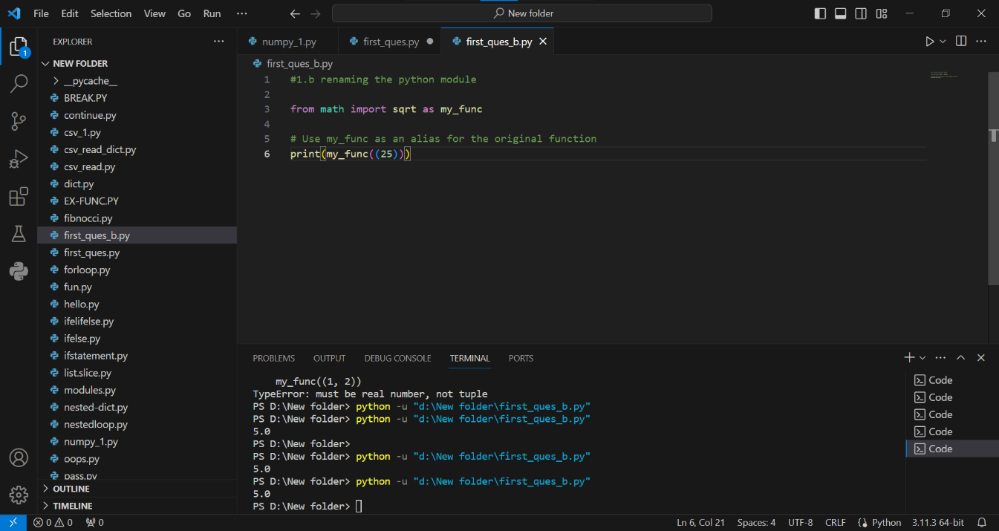 File Edit Selection View Go Run ··· New folder
EXPLORER ···
1
NEW FOLDER
__pycache__
BREAK.PY
continue.py
csv_1.py
csv_read_dict.py
csv_read.py
dict.py
EX-FUNC.PY
fibnocci.py
first_ques_b.py
first_ques.py
forloop.py
fun.py
hello.py
ifelifelse.py
ifelse.py
ifstatement.py
list.slice.py
modules.py
nested-dict.py
nestedloop.py
numpy_1.py
oops.py
pass.py
OUTLINE
TIMELINE
numpy_1.py first_ques.py first_ques_b.py
first_ques_b.py
1 #1.b renaming the python module
2
3 from math import sqrt as my_func
4
5 # Use my_func as an alias for the original function
6 print(my_func((25)))
PROBLEMS OUTPUT DEBUG CONSOLE TERMINAL PORTS
my_func((1, 2))
TypeError: must be real number, not tuple
PS D:\New folder> python -u "d:\New folder\first_ques_b.py"
PS D:\New folder> python -u "d:\New folder\first_ques_b.py"
5.0
PS D:\New folder>
PS D:\New folder> python -u "d:\New folder\first_ques_b.py"
5.0
PS D:\New folder> python -u "d:\New folder\first_ques_b.py"
5.0
PS D:\New folder>
Code
Code
Code
Code
Code
0 0 0 Ln 6, Col 21 Spaces: 4 UTF-8 CRLF Python 3.11.3 64-bit